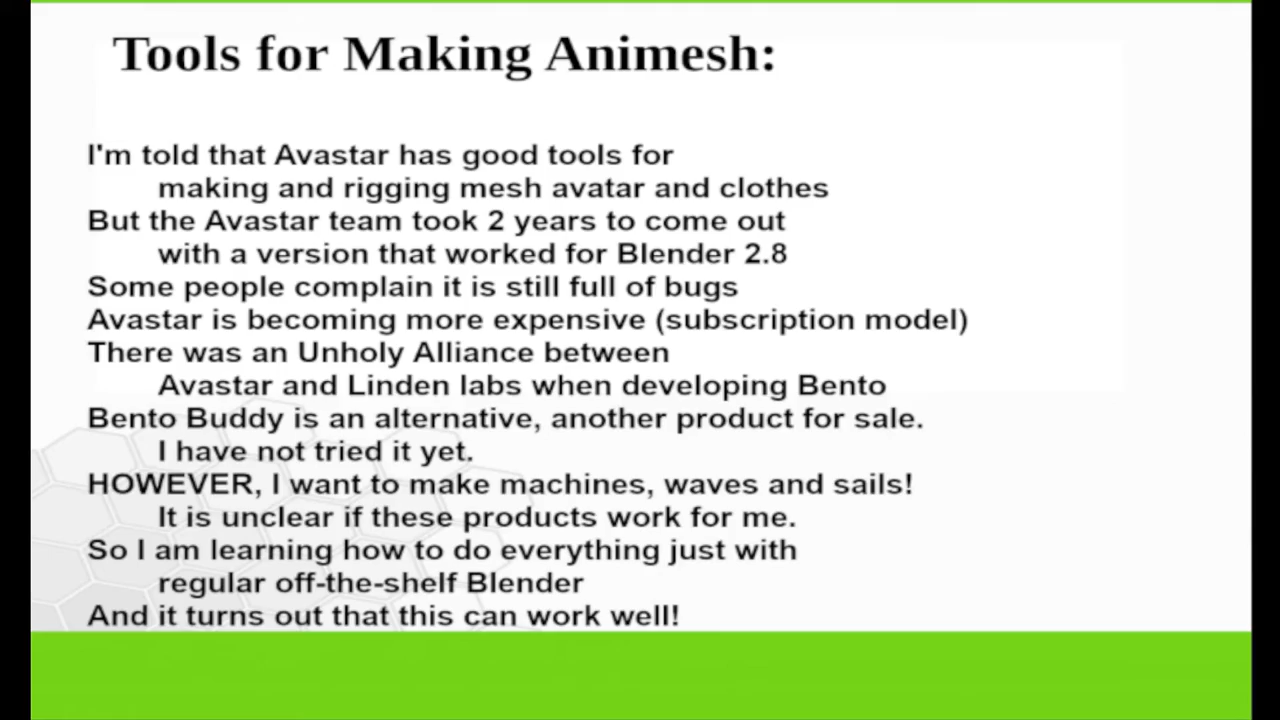 Tools for Making Animesh:
I'm told that Avastar has good tools for
making and rigging mesh avatar and clothes
But the Avastar team took 2 years to come out
with a version that worked for Blender 2.8
Some people complain it is still full of bugs
Avastar is becoming more expensive (subscription model)
There was an Unholy Alliance between
Avastar and Linden labs when developing Bento
Bento Buddy is an alternative, another product for sale.
I have not tried it yet.
HOWEVER, I want to make machines, waves and sails!
It is unclear if these products work for me.
So I am learning how to do everything just with
regular off-the-shelf Blender
And it turns out that this can work well!